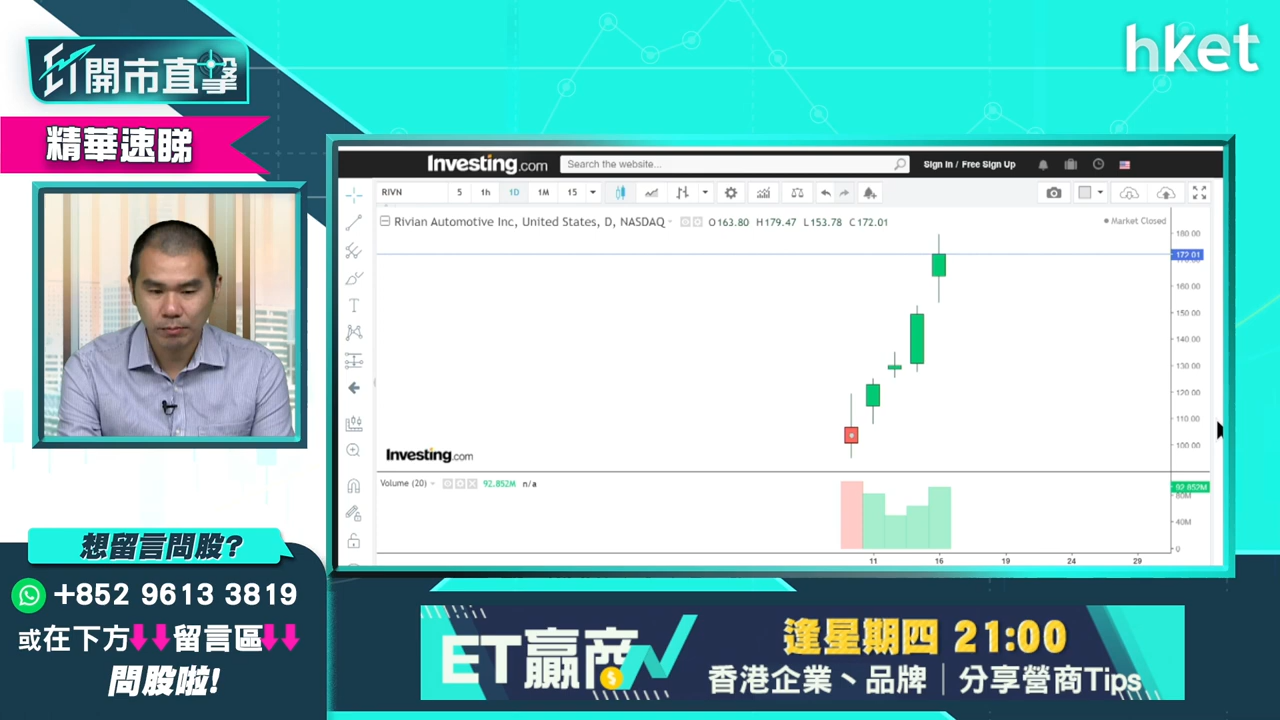 hket
ET開市直擊
精華速睇
Investing.com
Search the website...
Sign In / Free Sign Up
RIVN
5
1h
1D
1M
15
Rivian Automotive Inc, United States, D, NASDAQ
O163.80 H179.47 L153.78 C172.01
Market Closed
180.00
172.01
160.00
150.00
140.00
130.00
120.00
110.00
100.00
Investing.com
Volume (20)
92.852M n/a
92.852M
80M
40M
0
11
16
19
24
29
想留言問股?
+852 9613 3819
或在下方留言區
問股啦!
ET贏商
逢星期四 21:00
香港企業、品牌｜分享營商Tips